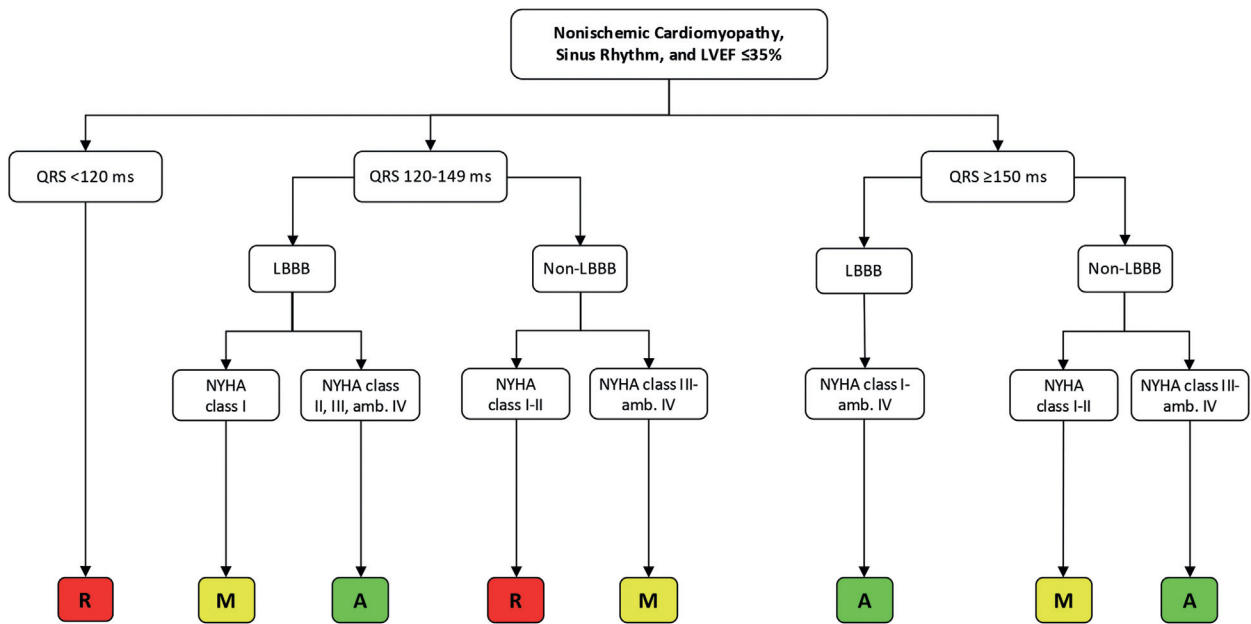 Nonischemic Cardiomyopathy,
Sinus Rhythm, and LVEF ≤35%
QRS <120 ms
QRS 120-149 ms
QRS ≥150 ms
LBBB
Non-LBBB
LBBB
Non-LBBB
NYHA
class I
NYHA class
II, III, amb. IV
NYHA
class I-II
NYHA class III-
amb. IV
NYHA class I-
amb. IV
NYHA
class I-II
NYHA class III-
amb. IV
R
M
A
R
M
A
M
A